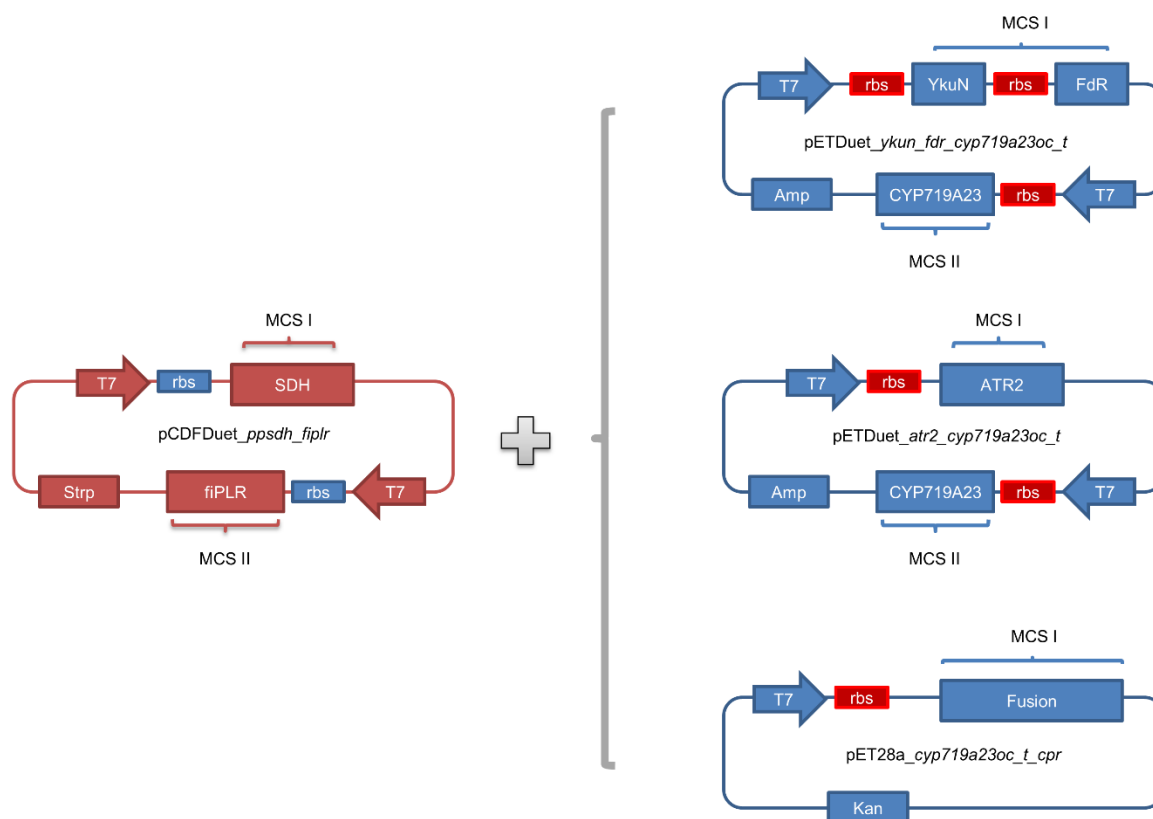 MCS I
T7 rbs SDH
pCDFDuet_ppsdh_fiplr
Strp fiPLR rbs T7
MCS II
MCS I
T7 rbs YkuN rbs FdR
pETDuet_ykun_fdr_cyp719a23oc_t
Amp CYP719A23 rbs T7
MCS II
MCS I
T7 rbs ATR2
pETDuet_atr2_cyp719a23oc_t
Amp CYP719A23 rbs T7
MCS II
MCS I
T7 rbs Fusion
pET28a_cyp719a23oc_t_cpr
Kan